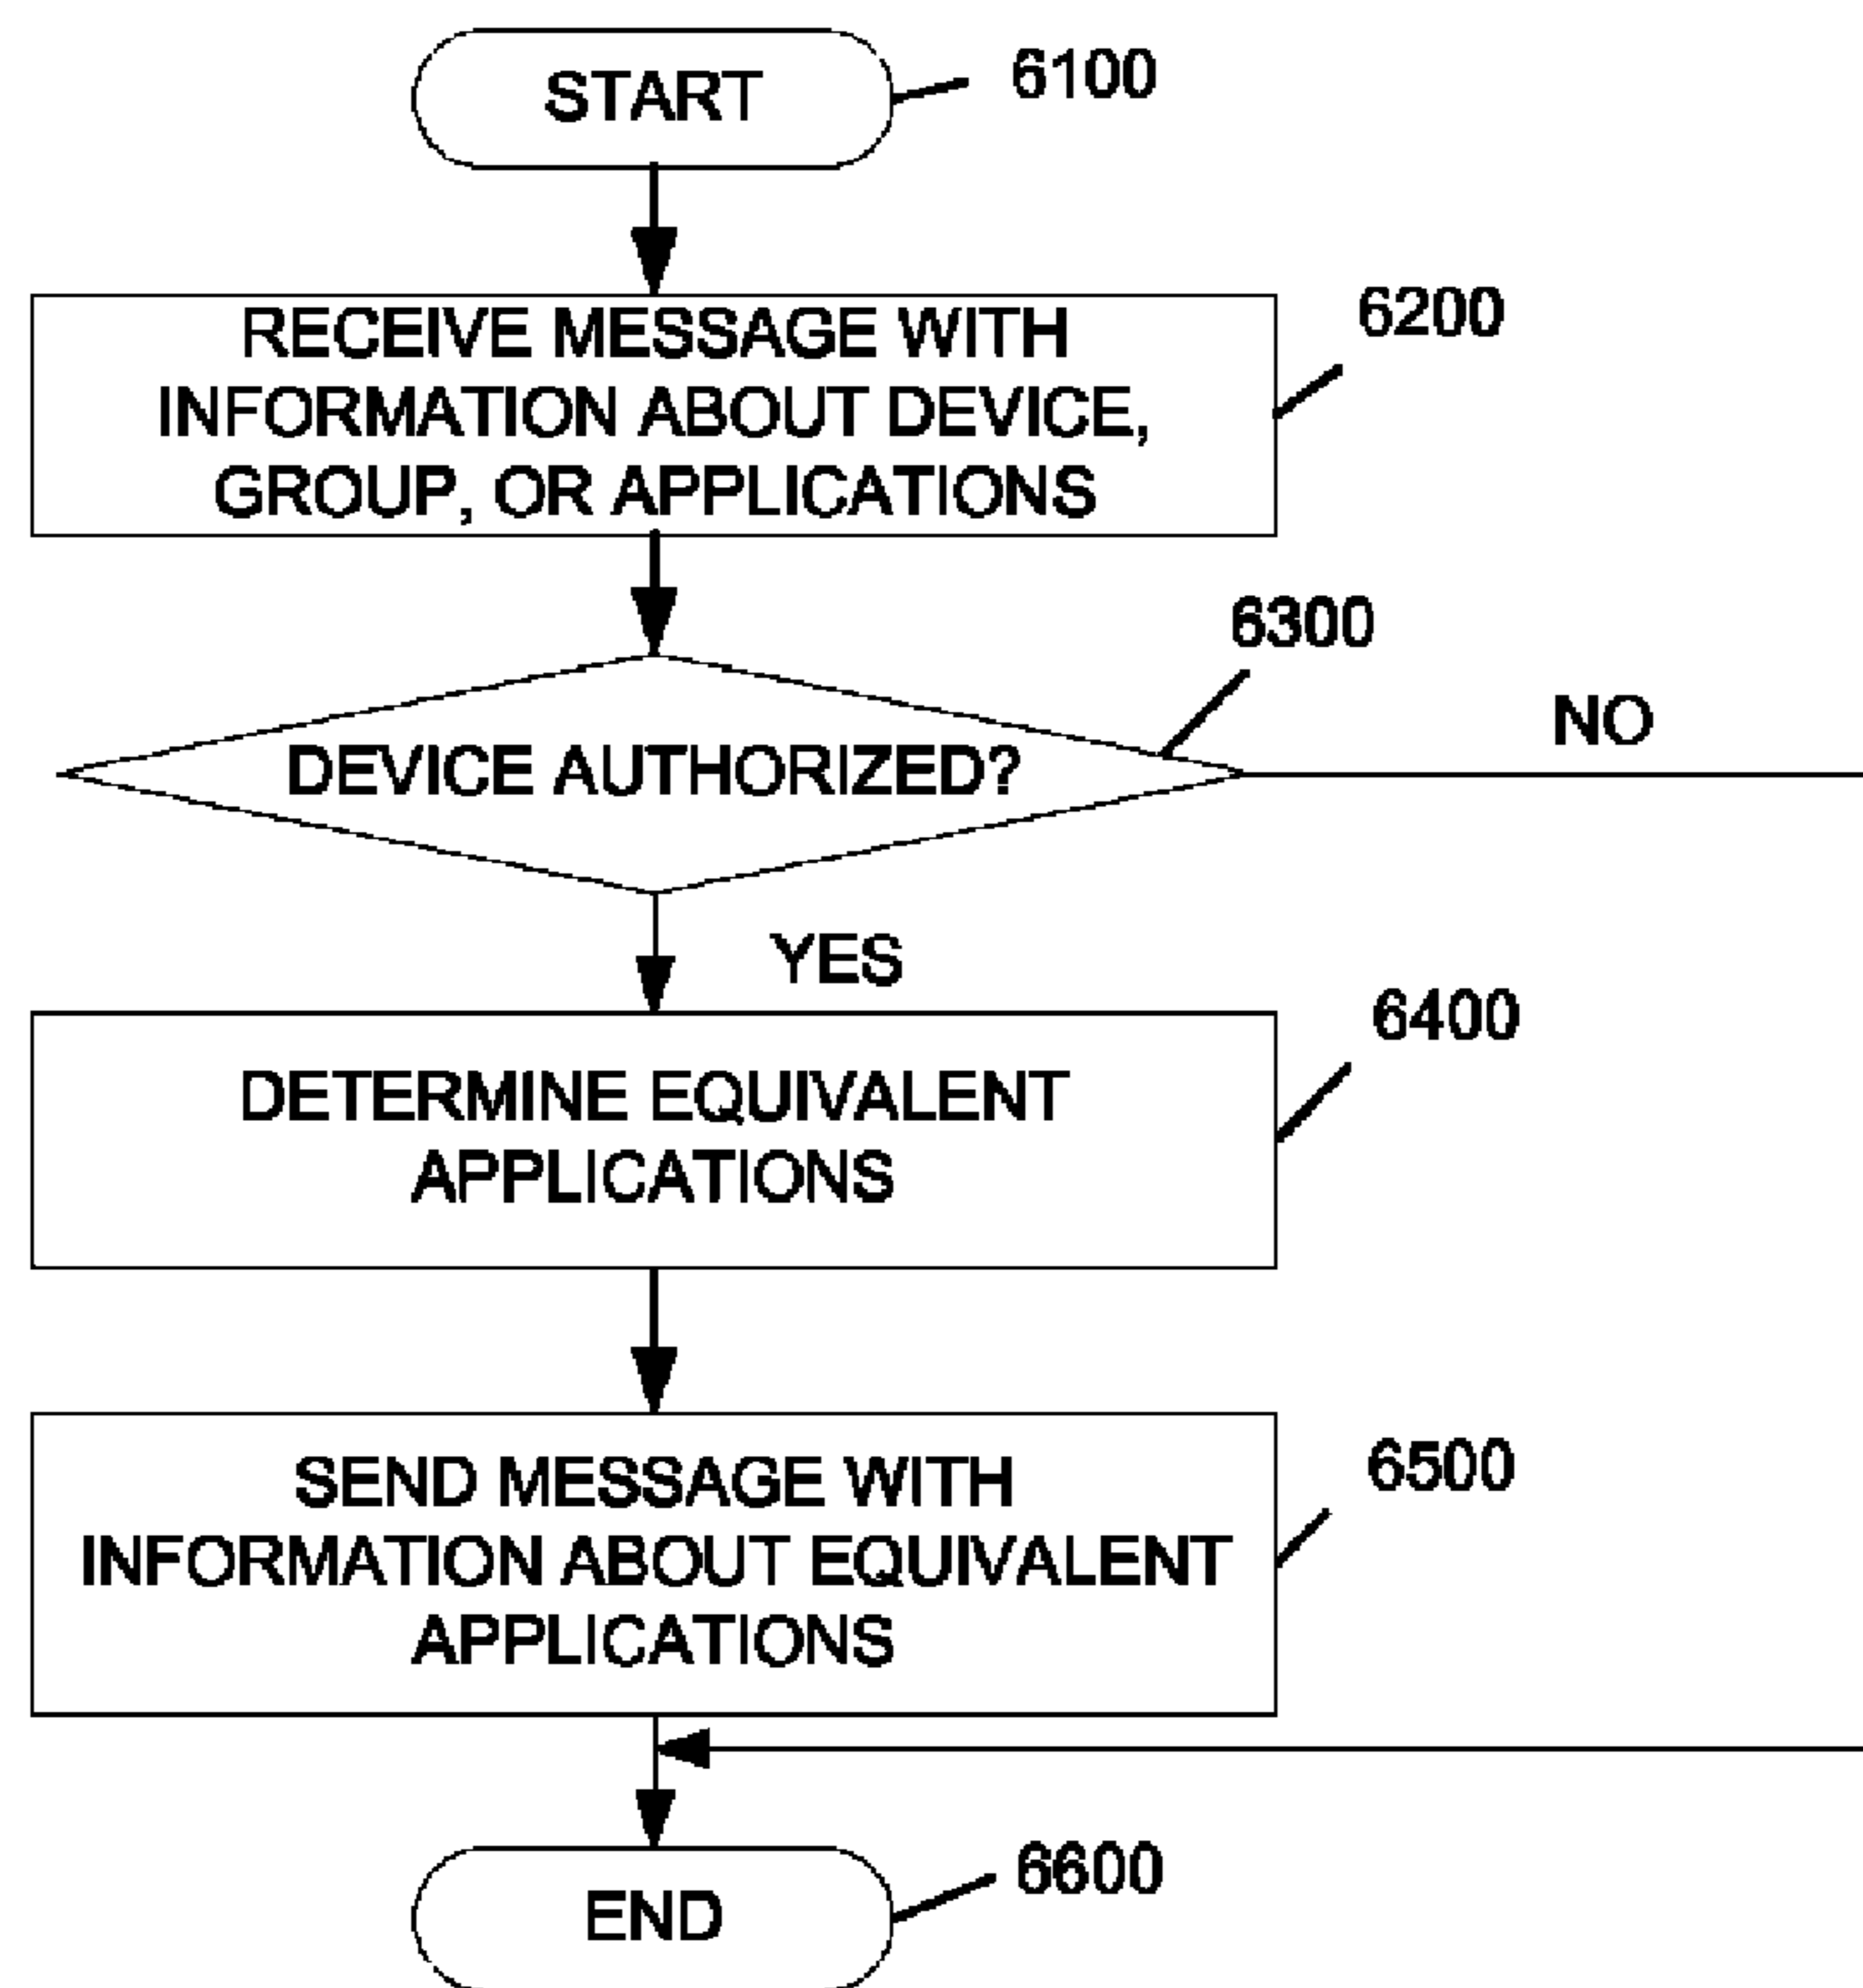 START
6100
RECEIVE MESSAGE WITH
INFORMATION ABOUT DEVICE,
GROUP, OR APPLICATIONS
6200
6300
DEVICE AUTHORIZED?
NO
YES
6400
DETERMINE EQUIVALENT
APPLICATIONS
6500
SEND MESSAGE WITH
INFORMATION ABOUT EQUIVALENT
APPLICATIONS
6600
END